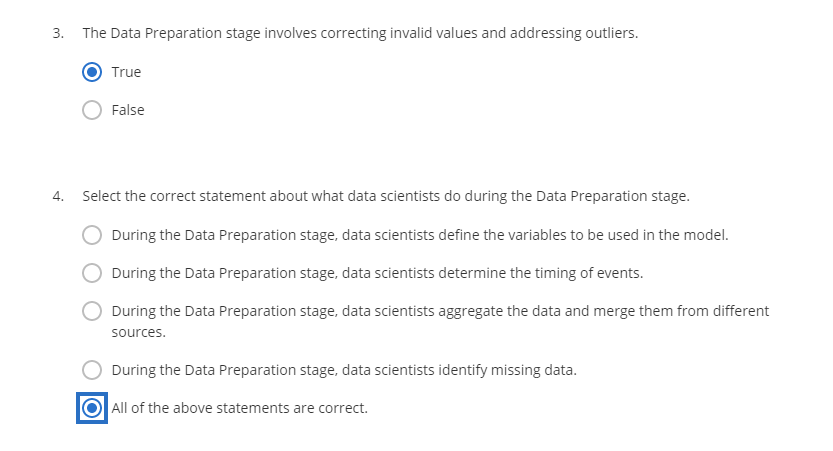 3. The Data Preparation stage involves correcting invalid values and addressing outliers.
True
False
4. Select the correct statement about what data scientists do during the Data Preparation stage.
During the Data Preparation stage, data scientists define the variables to be used in the model.
During the Data Preparation stage, data scientists determine the timing of events.
During the Data Preparation stage, data scientists aggregate the data and merge them from different
sources.
During the Data Preparation stage, data scientists identify missing data.
All of the above statements are correct.